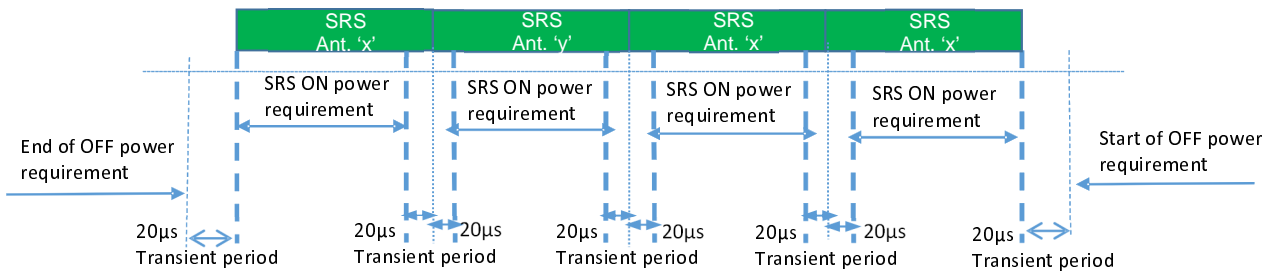 SRS
Ant. ‘x’
SRS
Ant. ‘y’
SRS
Ant. ‘x’
SRS
Ant. ‘x’
SRS ON power
requirement
SRS ON power
requirement
SRS ON power
requirement
SRS ON power
requirement
End of OFF power
requirement
Start of OFF power
requirement
20µs
Transient period
20µs
20µs
Transient period
20µs
20µs
Transient period
20µs
20µs
Transient period
20µs
Transient period